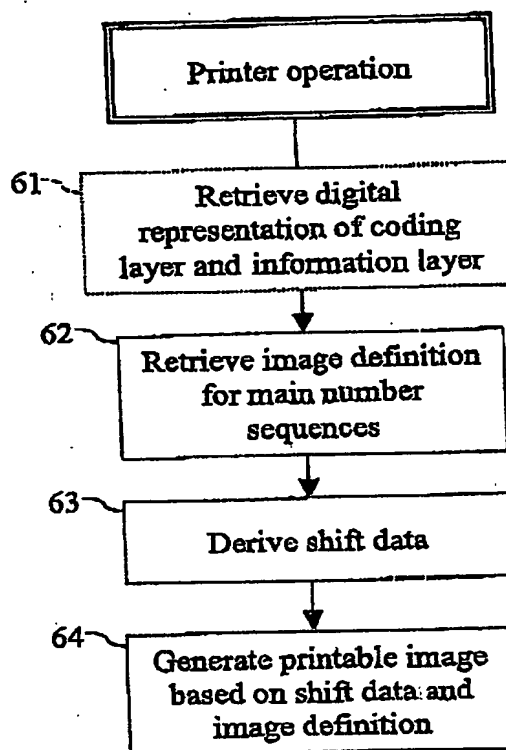 Printer operation
61
Retrieve digital
representation of coding
layer and information layer
62
Retrieve image definition
for main number
sequences
63
Derive shift data
64
Generate printable image
based on shift data and
image definition